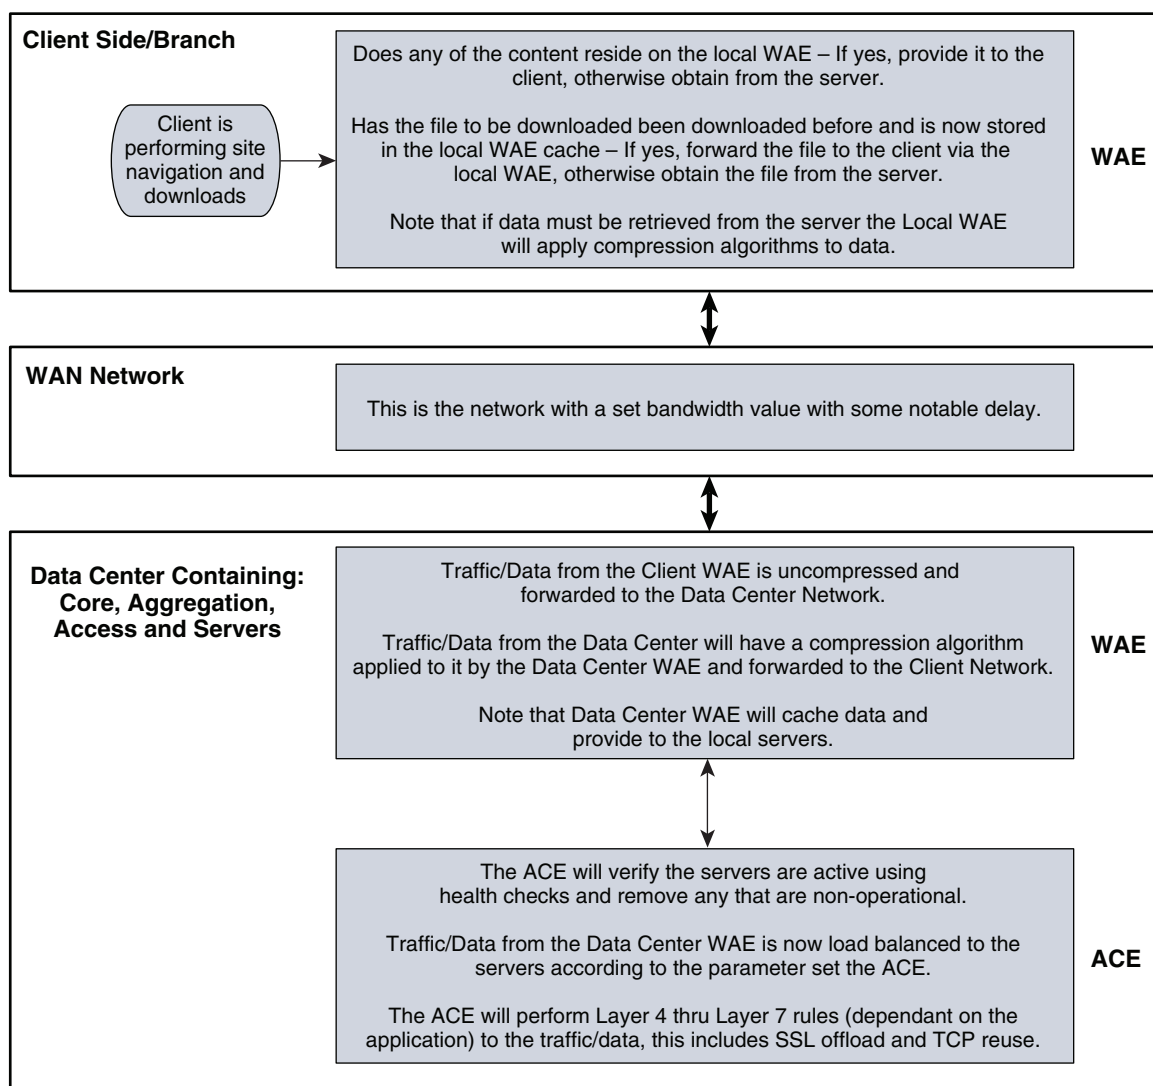 Client Side/Branch
Client is
performing site
navigation and
downloads
Does any of the content reside on the local WAE – If yes, provide it to the
client, otherwise obtain from the server.
Has the file to be downloaded been downloaded before and is now stored
in the local WAE cache – If yes, forward the file to the client via the
local WAE, otherwise obtain the file from the server.
Note that if data must be retrieved from the server the Local WAE
will apply compression algorithms to data.
WAE
WAN Network
This is the network with a set bandwidth value with some notable delay.
Data Center Containing:
Core, Aggregation,
Access and Servers
Traffic/Data from the Client WAE is uncompressed and
forwarded to the Data Center Network.
Traffic/Data from the Data Center will have a compression algorithm
applied to it by the Data Center WAE and forwarded to the Client Network.
Note that Data Center WAE will cache data and
provide to the local servers.
WAE
The ACE will verify the servers are active using
health checks and remove any that are non-operational.
Traffic/Data from the Data Center WAE is now load balanced to the
servers according to the parameter set the ACE.
The ACE will perform Layer 4 thru Layer 7 rules (dependant on the
application) to the traffic/data, this includes SSL offload and TCP reuse.
ACE